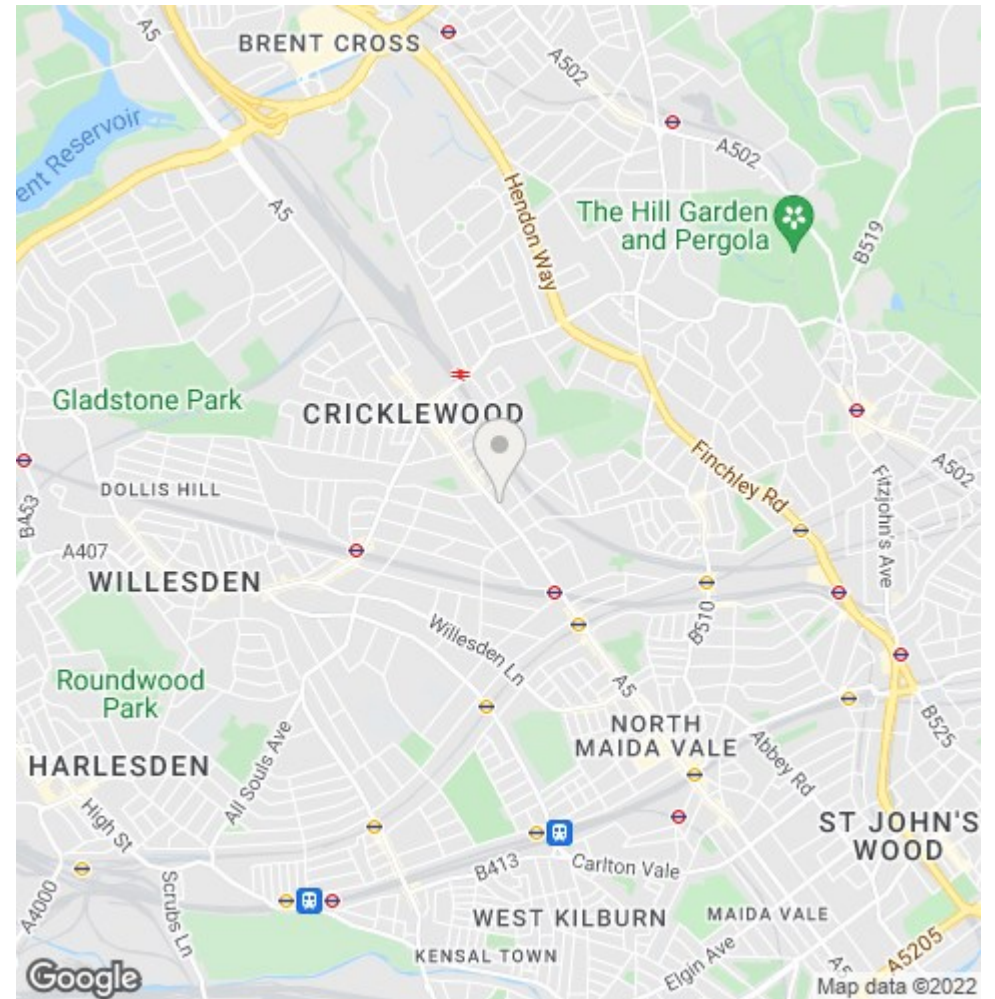 A5
BRENT CROSS
A502
ent Reservoir
A502
A5
Hendon Way
The Hill Garden
and Pergola
B519
Gladstone Park
CRICKLEWOOD
Finchley Rd
A502
DOLLIS HILL
B453
Fitzjohn's Ave
A407
WILLESDEN
B510
Willesden Ln
Roundwood
Park
A5
NORTH
MAIDA VALE
B525
Abbey Rd
All Souls Ave
HARLESDEN
High St
ST JOHN'S
WOOD
B413
Carlton Vale
A4000
Scrubs Ln
WEST KILBURN
MAIDA VALE
KENSAL TOWN
Elgin Ave
A5
A5205
Google
Map data ©2022